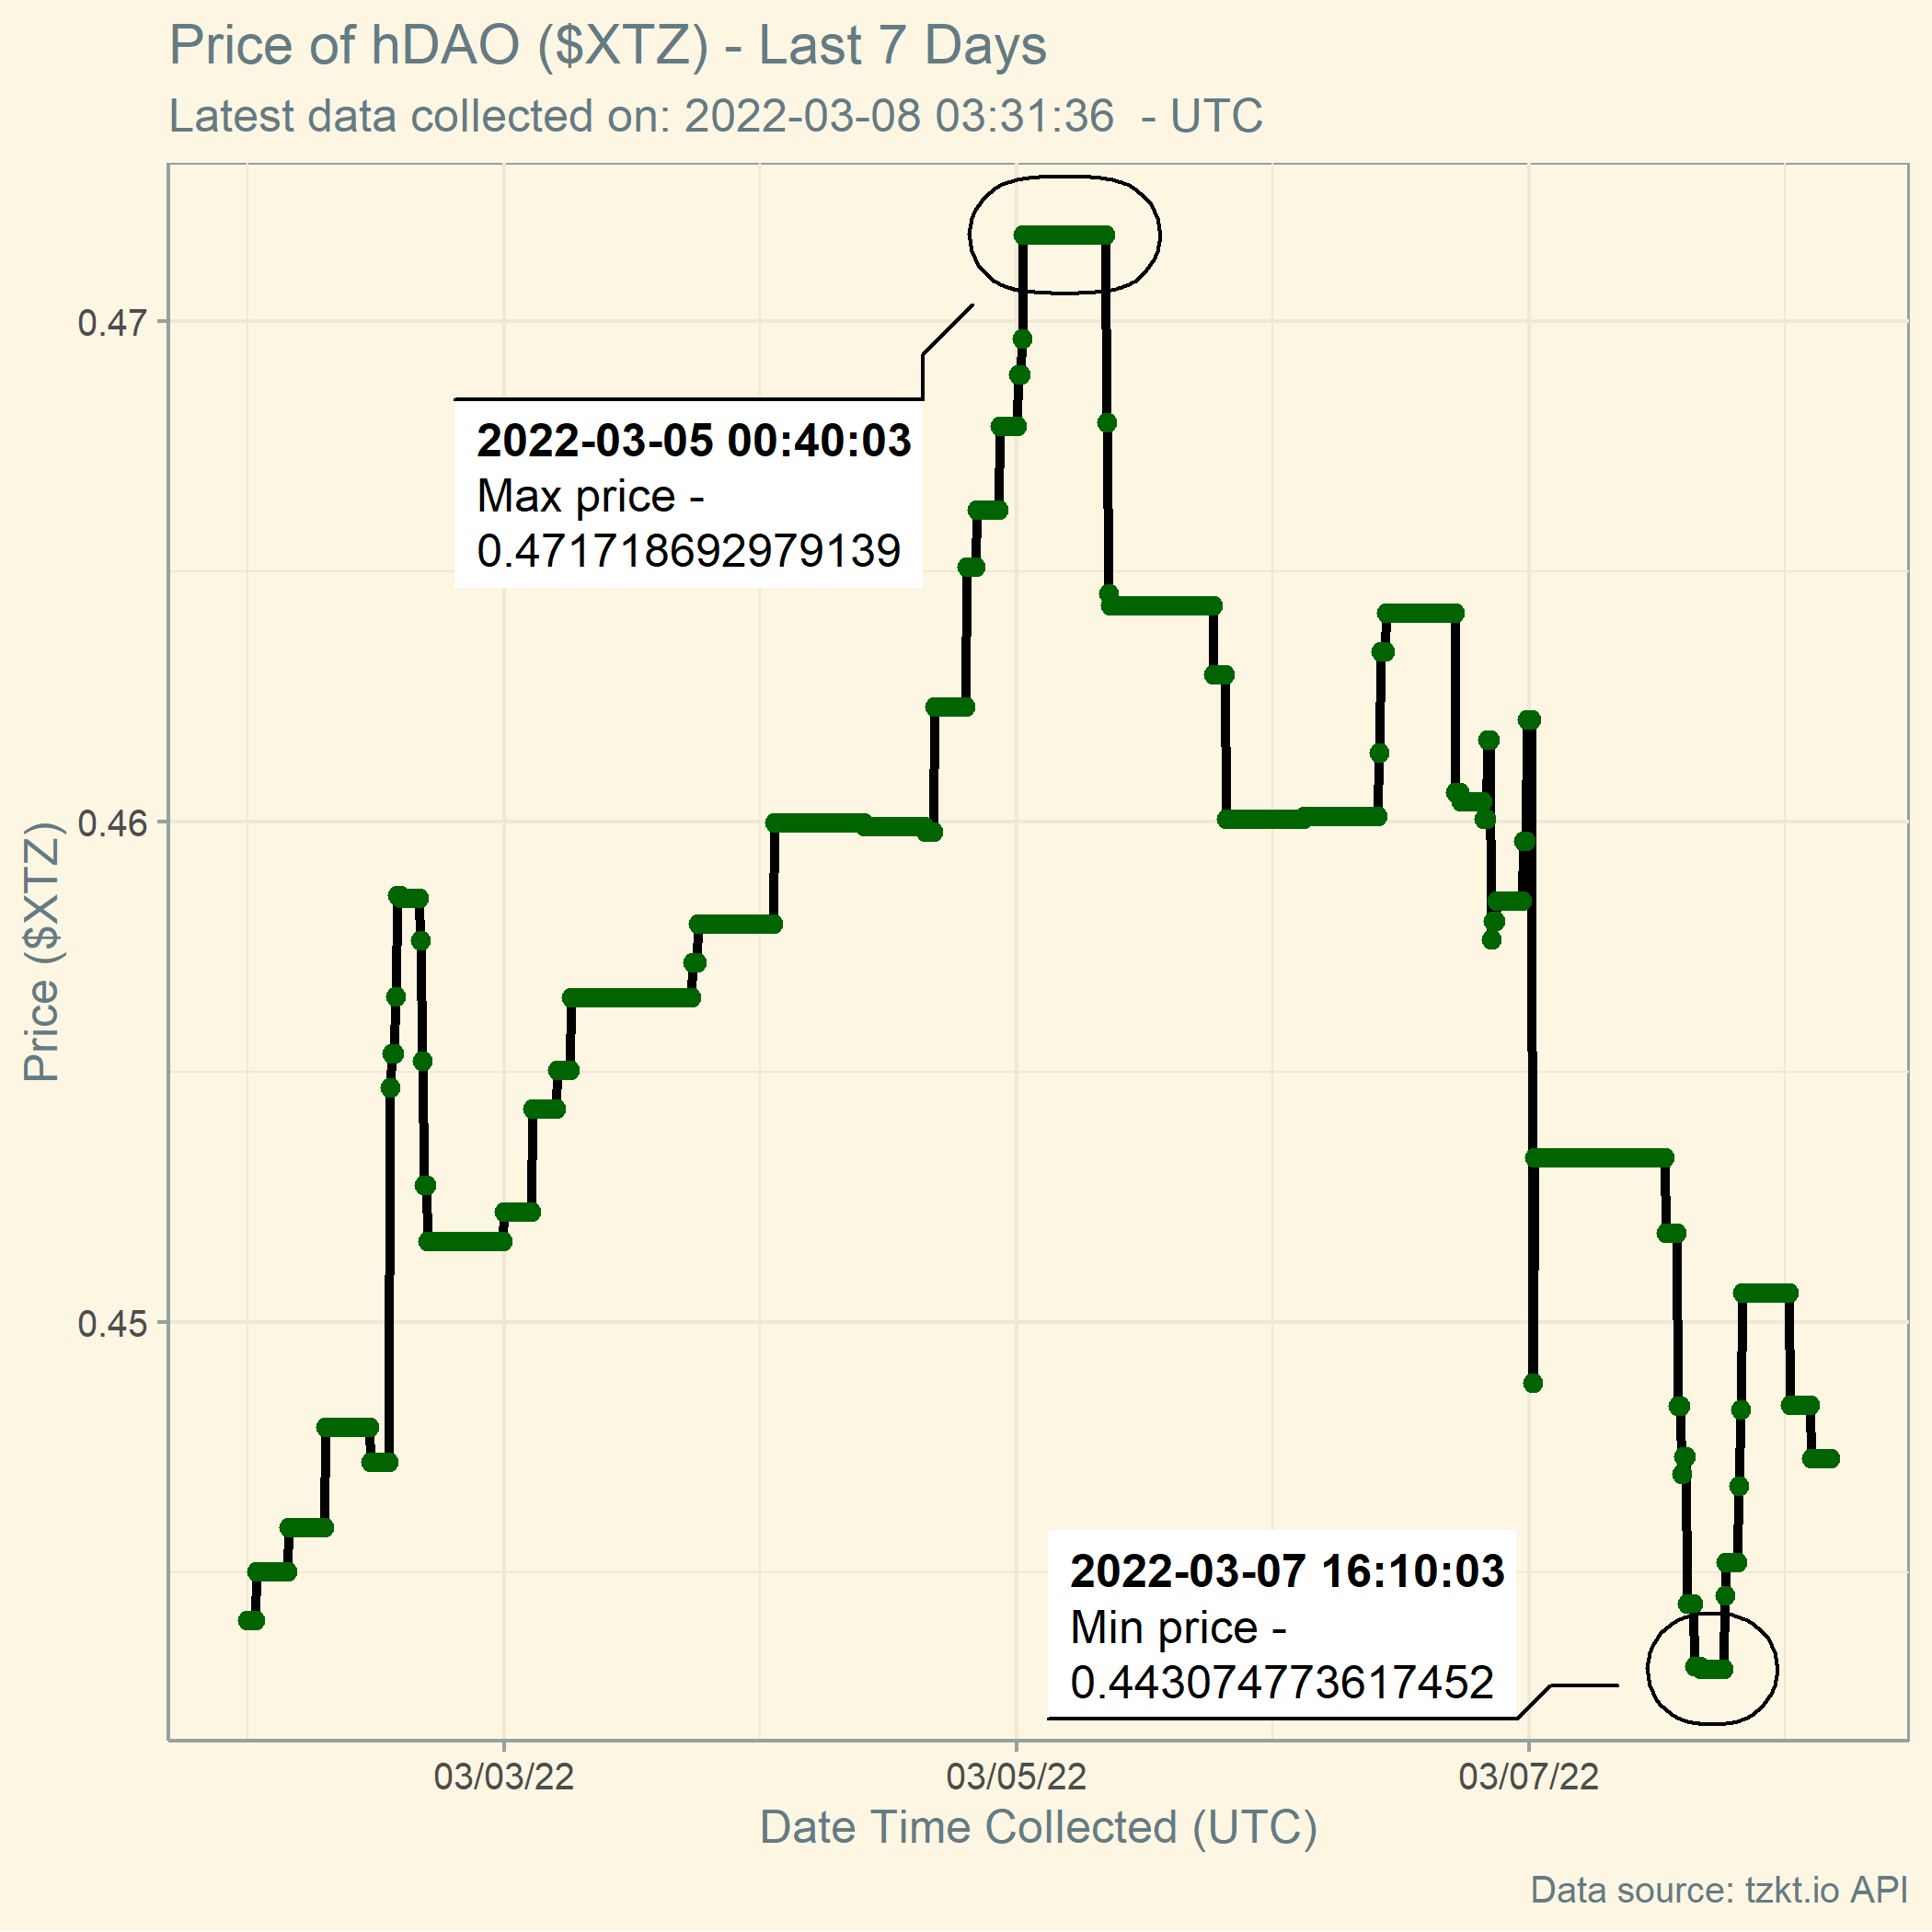 Price of hDAO ($XTZ) - Last 7 Days
Latest data collected on: 2022-03-08 03:31:36  - UTC
0.47
2022-03-05 00:40:03
Max price -
0.471718692979139
0.46
Price ($XTZ)
0.45
2022-03-07 16:10:03
Min price -
0.443074773617452
03/03/22
03/05/22
03/07/22
Date Time Collected (UTC)
Data source: tzkt.io API